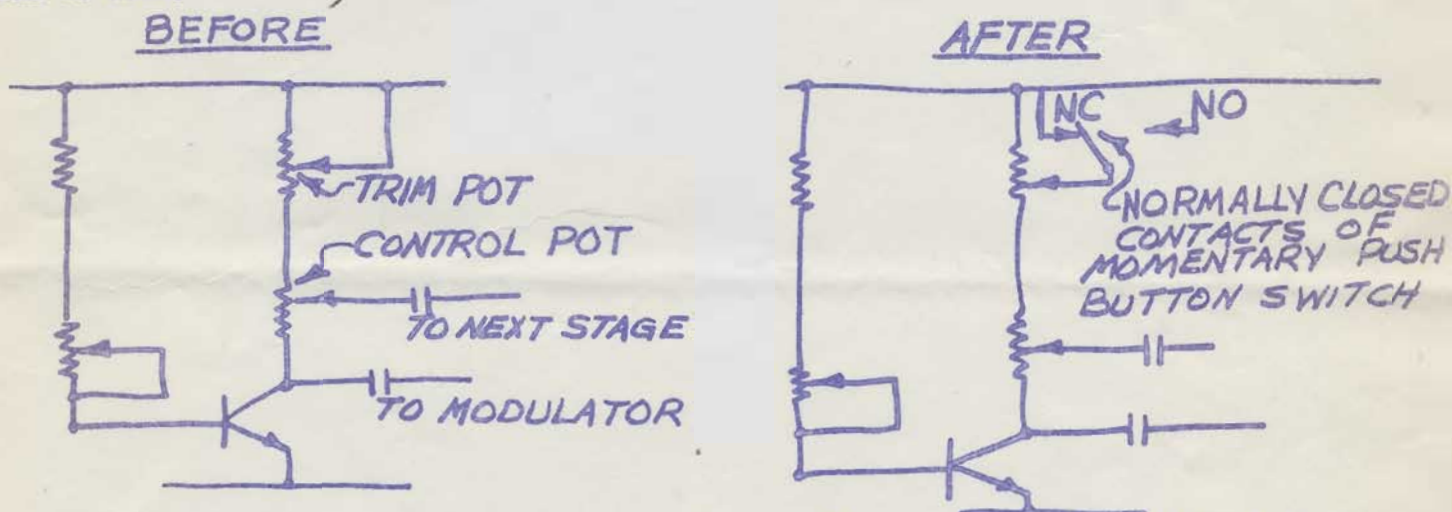 BEFORE
AFTER
TRIM POT
CONTROL POT
TO NEXT STAGE
TO MODULATOR
NC
NO
NORMALLY CLOSED
CONTACTS OF
MOMENTARY PUSH
BUTTON SWITCH